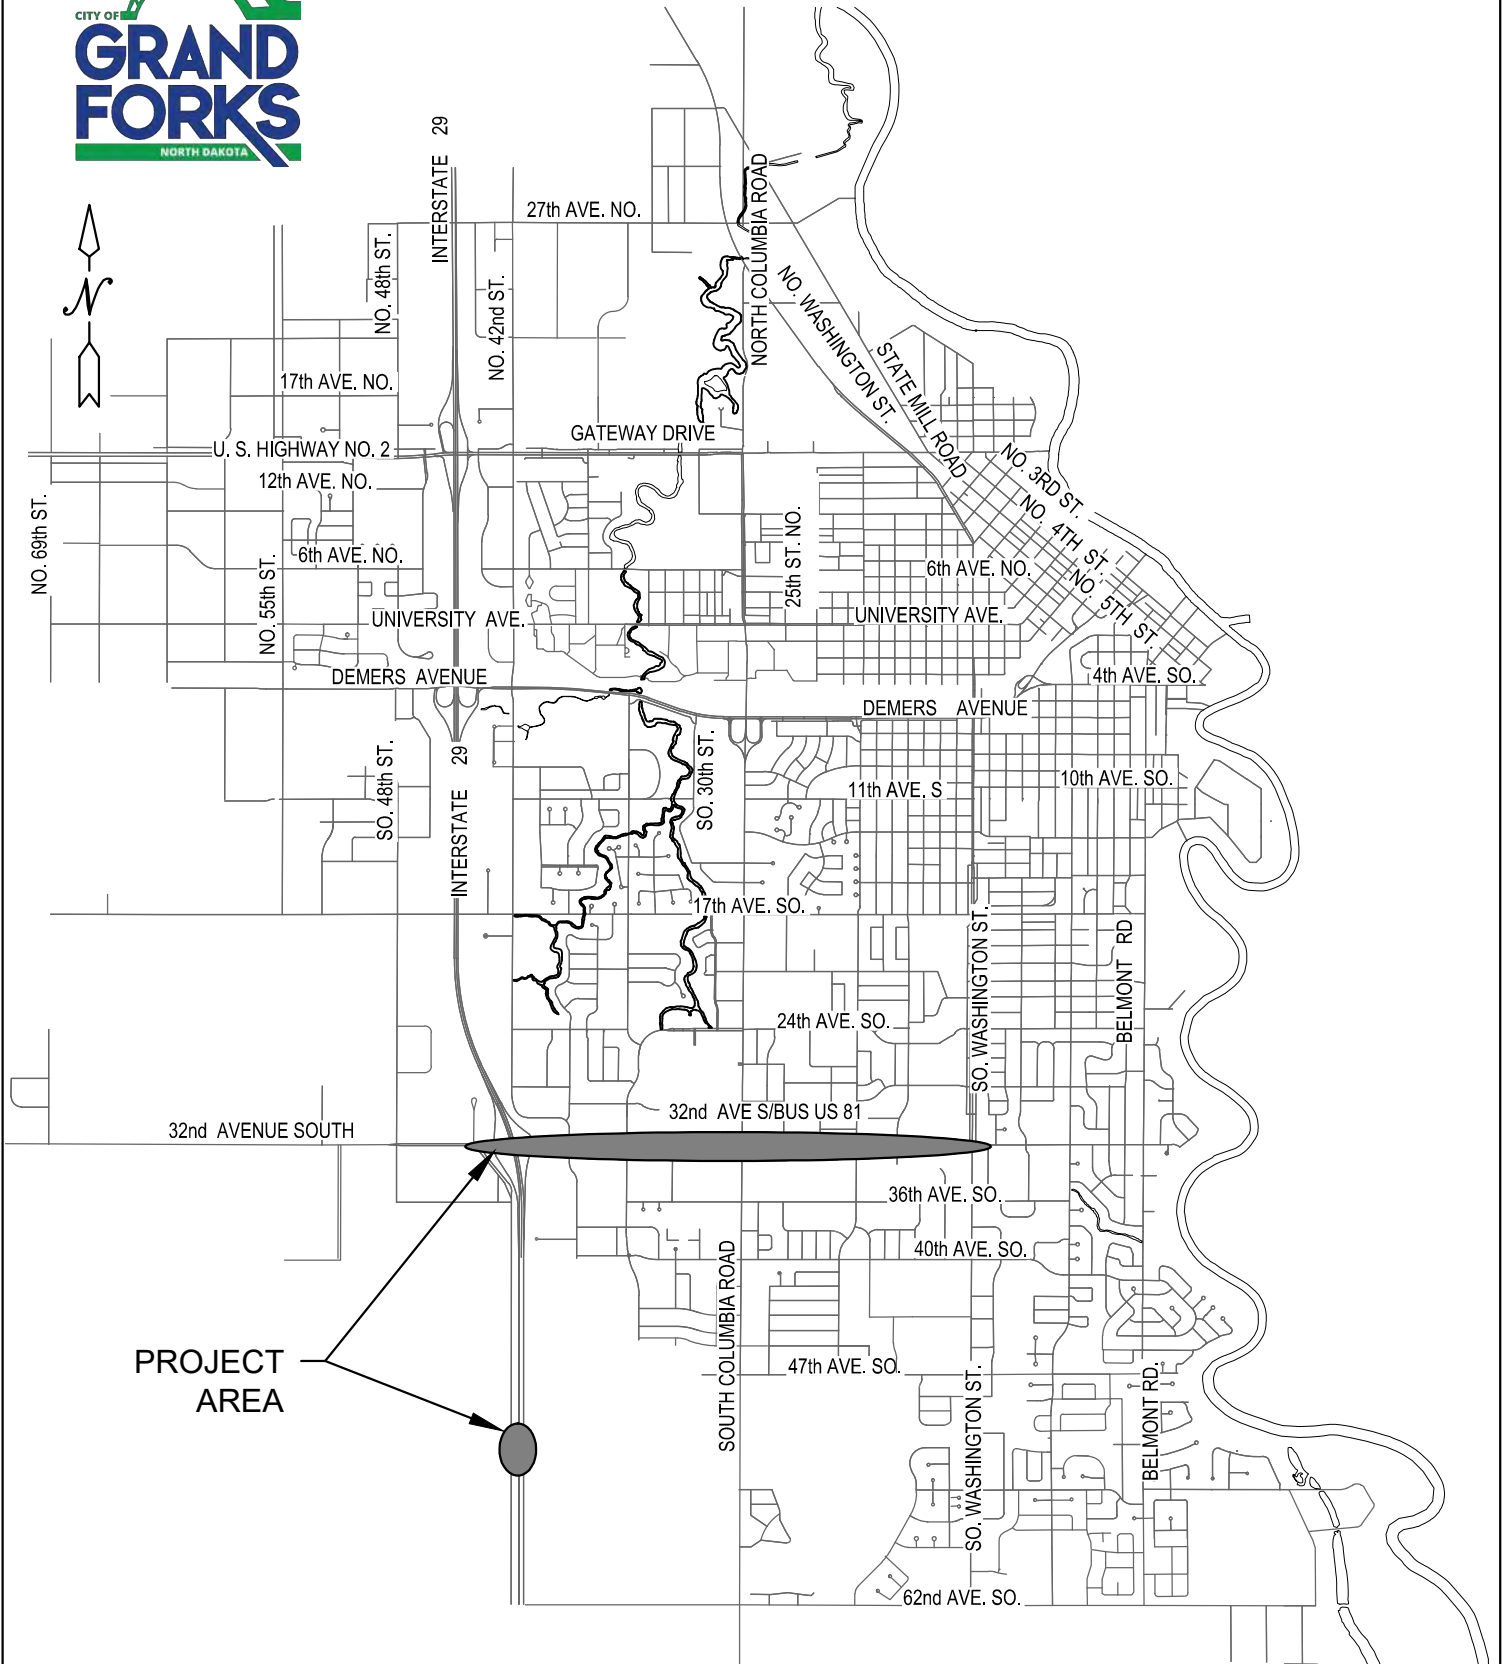 CITY OF
GRAND
FORKS
NORTH DAKOTA
INTERSTATE 29
27th AVE. NO.
NORTH COLUMBIA ROAD
NO. 48th ST.
NO. 42nd ST.
N
NO. WASHINGTON ST.
STATE MILL ROAD
17th AVE. NO.
GATEWAY DRIVE
U. S. HIGHWAY NO. 2
12th AVE. NO.
NO. 3RD ST.
NO. 4TH ST.
NO. 5TH ST.
NO. 69th ST.
6th AVE. NO.
NO. 55th ST.
25th ST. NO.
6th AVE. NO.
UNIVERSITY AVE.
UNIVERSITY AVE.
DEMERS AVENUE
4th AVE. SO.
DEMERS AVENUE
SO. 48th ST.
INTERSTATE 29
SO. 30th ST.
11th AVE. S
10th AVE. SO.
17th AVE. SO.
SO. WASHINGTON ST.
BELMONT RD
24th AVE. SO.
32nd AVE S/BUS US 81
32nd AVENUE SOUTH
36th AVE. SO.
40th AVE. SO.
SOUTH COLUMBIA ROAD
PROJECT
AREA
47th AVE. SO.
SO. WASHINGTON ST.
BELMONT RD.
62nd AVE. SO.